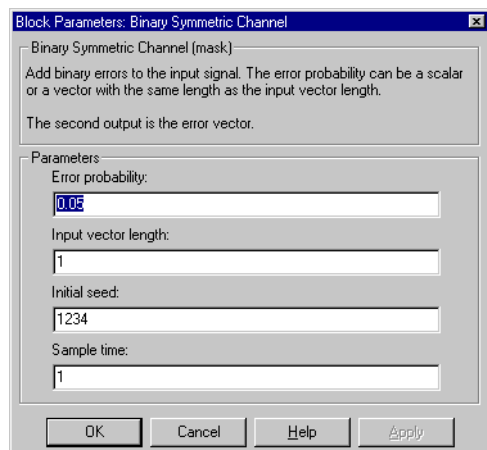 Block Parameters: Binary Symmetric Channel
Binary Symmetric Channel (mask)
Add binary errors to the input signal. The error probability can be a scalar
or a vector with the same length as the input vector length.
The second output is the error vector.
Parameters
Error probability:
0.05
Input vector length:
1
Initial seed:
1234
Sample time:
1
OK Cancel Help Apply